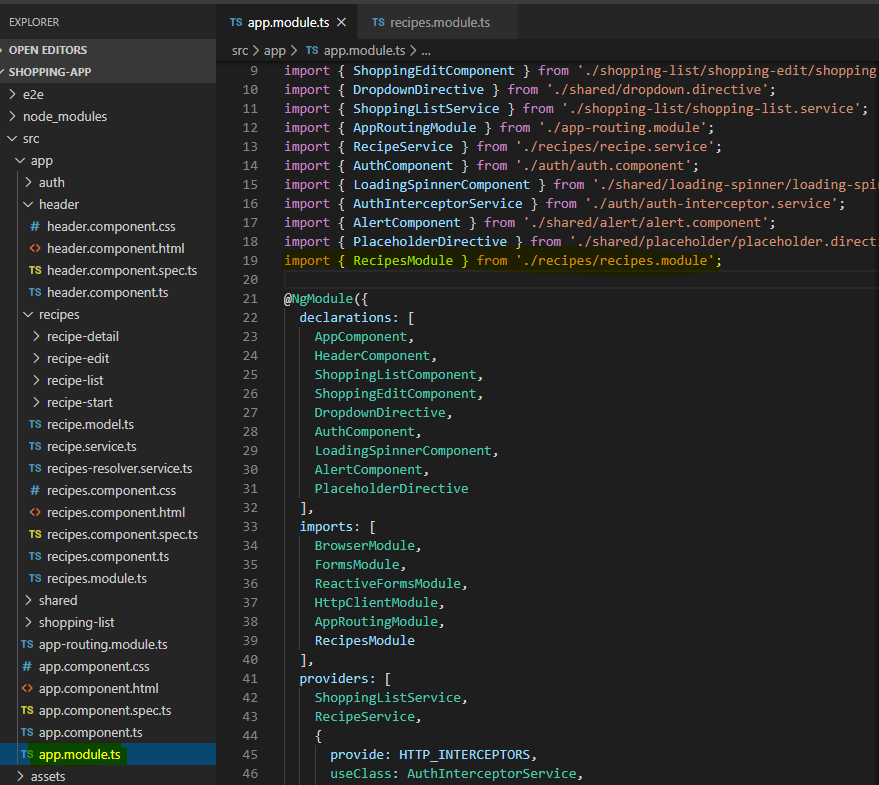 EXPLORER
OPEN EDITORS
SHOPPING-APP
e2e
node_modules
src
app
auth
header
# header.component.css
<> header.component.html
TS header.component.spec.ts
TS header.component.ts
recipes
recipe-detail
recipe-edit
recipe-list
recipe-start
TS recipe.model.ts
TS recipe.service.ts
TS recipes-resolver.service.ts
# recipes.component.css
<> recipes.component.html
TS recipes.component.spec.ts
TS recipes.component.ts
TS recipes.module.ts
shared
shopping-list
TS app-routing.module.ts
# app.component.css
<> app.component.html
TS app.component.spec.ts
TS app.component.ts
TS app.module.ts
assets
TS app.module.ts ×
TS recipes.module.ts
src > app > TS app.module.ts > ...
9 import { ShoppingEditComponent } from './shopping-list/shopping-edit/shopping
10 import { DropdownDirective } from './shared/dropdown.directive';
11 import { ShoppingListService } from './shopping-list/shopping-list.service';
12 import { AppRoutingModule } from './app-routing.module';
13 import { RecipeService } from './recipes/recipe.service';
14 import { AuthComponent } from './auth/auth.component';
15 import { LoadingSpinnerComponent } from './shared/loading-spinner/loading-spi
16 import { AuthInterceptorService } from './auth/auth-interceptor.service';
17 import { AlertComponent } from './shared/alert/alert.component';
18 import { PlaceholderDirective } from './shared/placeholder/placeholder.direct
19 import { RecipesModule } from './recipes/recipes.module';
20
21 @NgModule({
22 declarations: [
23 AppComponent,
24 HeaderComponent,
25 ShoppingListComponent,
26 ShoppingEditComponent,
27 DropdownDirective,
28 AuthComponent,
29 LoadingSpinnerComponent,
30 AlertComponent,
31 PlaceholderDirective
32 ],
33 imports: [
34 BrowserModule,
35 FormsModule,
36 ReactiveFormsModule,
37 HttpClientModule,
38 AppRoutingModule,
39 RecipesModule
40 ],
41 providers: [
42 ShoppingListService,
43 RecipeService,
44 {
45 provide: HTTP_INTERCEPTORS,
46 useClass: AuthInterceptorService,